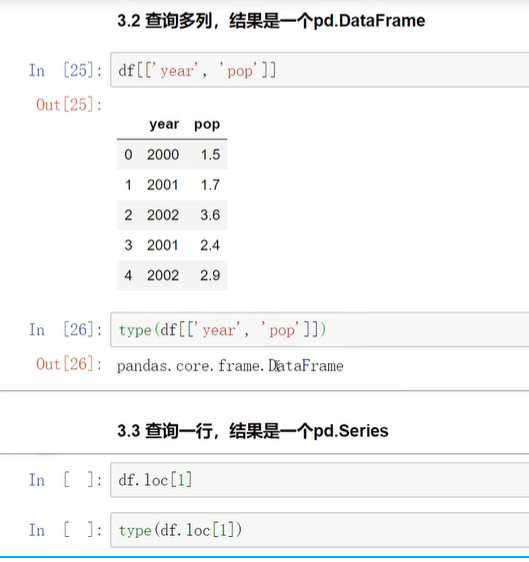 3.2 查询多列，结果是一个pd.DataFrame
In [25]: df[['year', 'pop']]
Out[25]:
year pop
0 2000 1.5
1 2001 1.7
2 2002 3.6
3 2001 2.4
4 2002 2.9
In [26]: type(df[['year', 'pop']])
Out[26]: pandas.core.frame.DataFrame
3.3 查询一行，结果是一个pd.Series
In [ ]: df.loc[1]
In [ ]: type(df.loc[1])